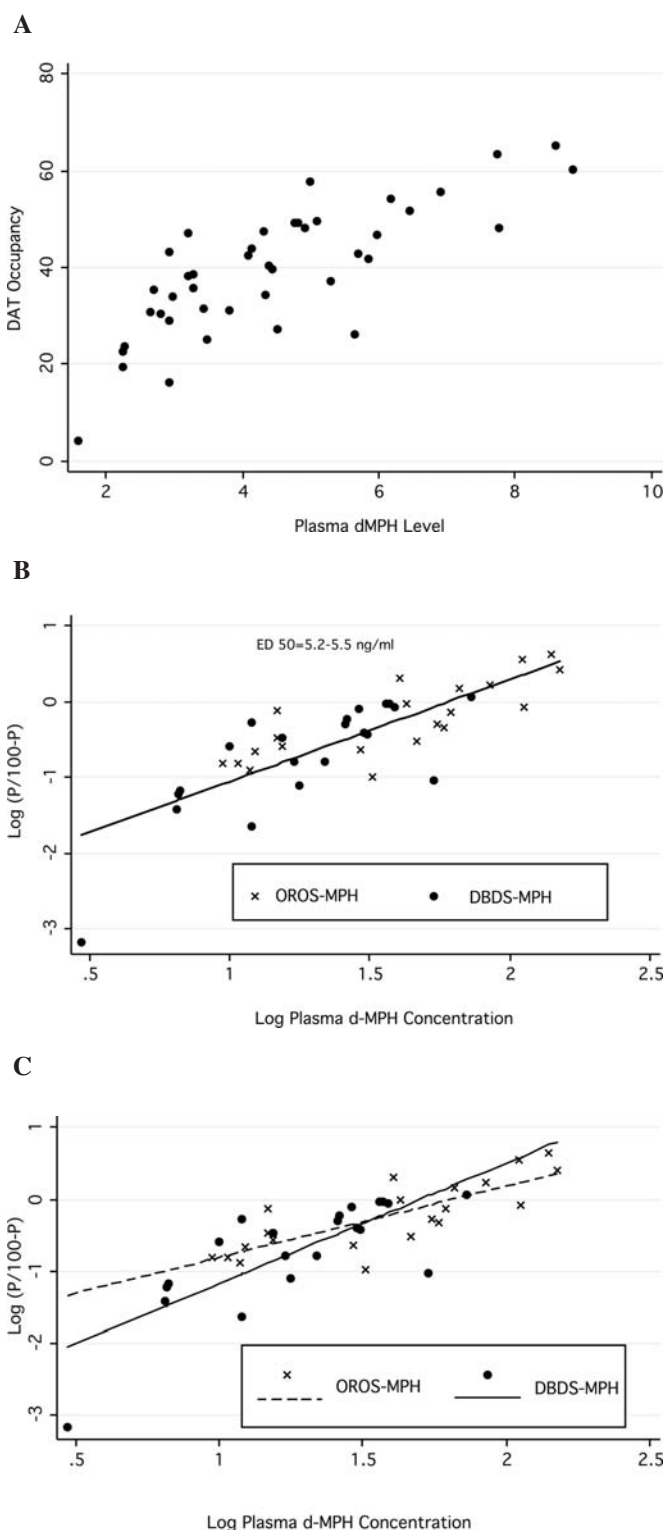 A
80
60
40
20
0
DAT Occupancy
2 4 6 8 10
Plasma dMPH Level
B
ED 50=5.2-5.5 ng/ml
1
0
-1
-2
-3
Log (P/100-P)
× OROS-MPH ● DBDS-MPH
.5 1 1.5 2 2.5
Log Plasma d-MPH Concentration
C
1
0
-1
-2
-3
Log (P/100-P)
× OROS-MPH ● DBDS-MPH
.5 1 1.5 2 2.5
Log Plasma d-MPH Concentration